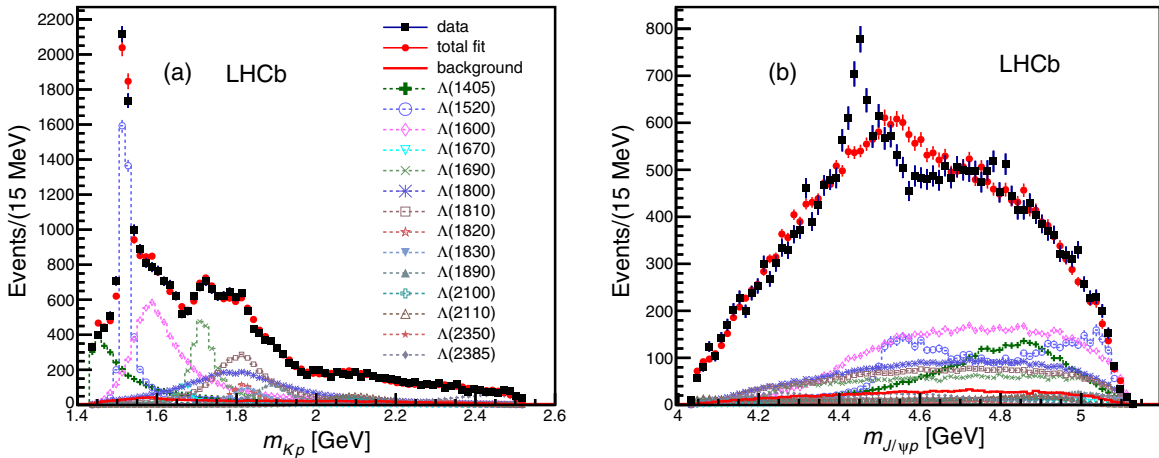 2200
2000
1800
1600
1400
1200
1000
800
600
400
200
0
Events/(15 MeV)
(a)
LHCb
data
total fit
background
Λ(1405)
Λ(1520)
Λ(1600)
Λ(1670)
Λ(1690)
Λ(1800)
Λ(1810)
Λ(1820)
Λ(1830)
Λ(1890)
Λ(2100)
Λ(2110)
Λ(2350)
Λ(2385)
1.4 1.6 1.8 2 2.2 2.4 2.6
m_{Kp} [GeV]
800
700
600
500
400
300
200
100
0
Events/(15 MeV)
(b)
LHCb
4 4.2 4.4 4.6 4.8 5
m_{J/ψp} [GeV]